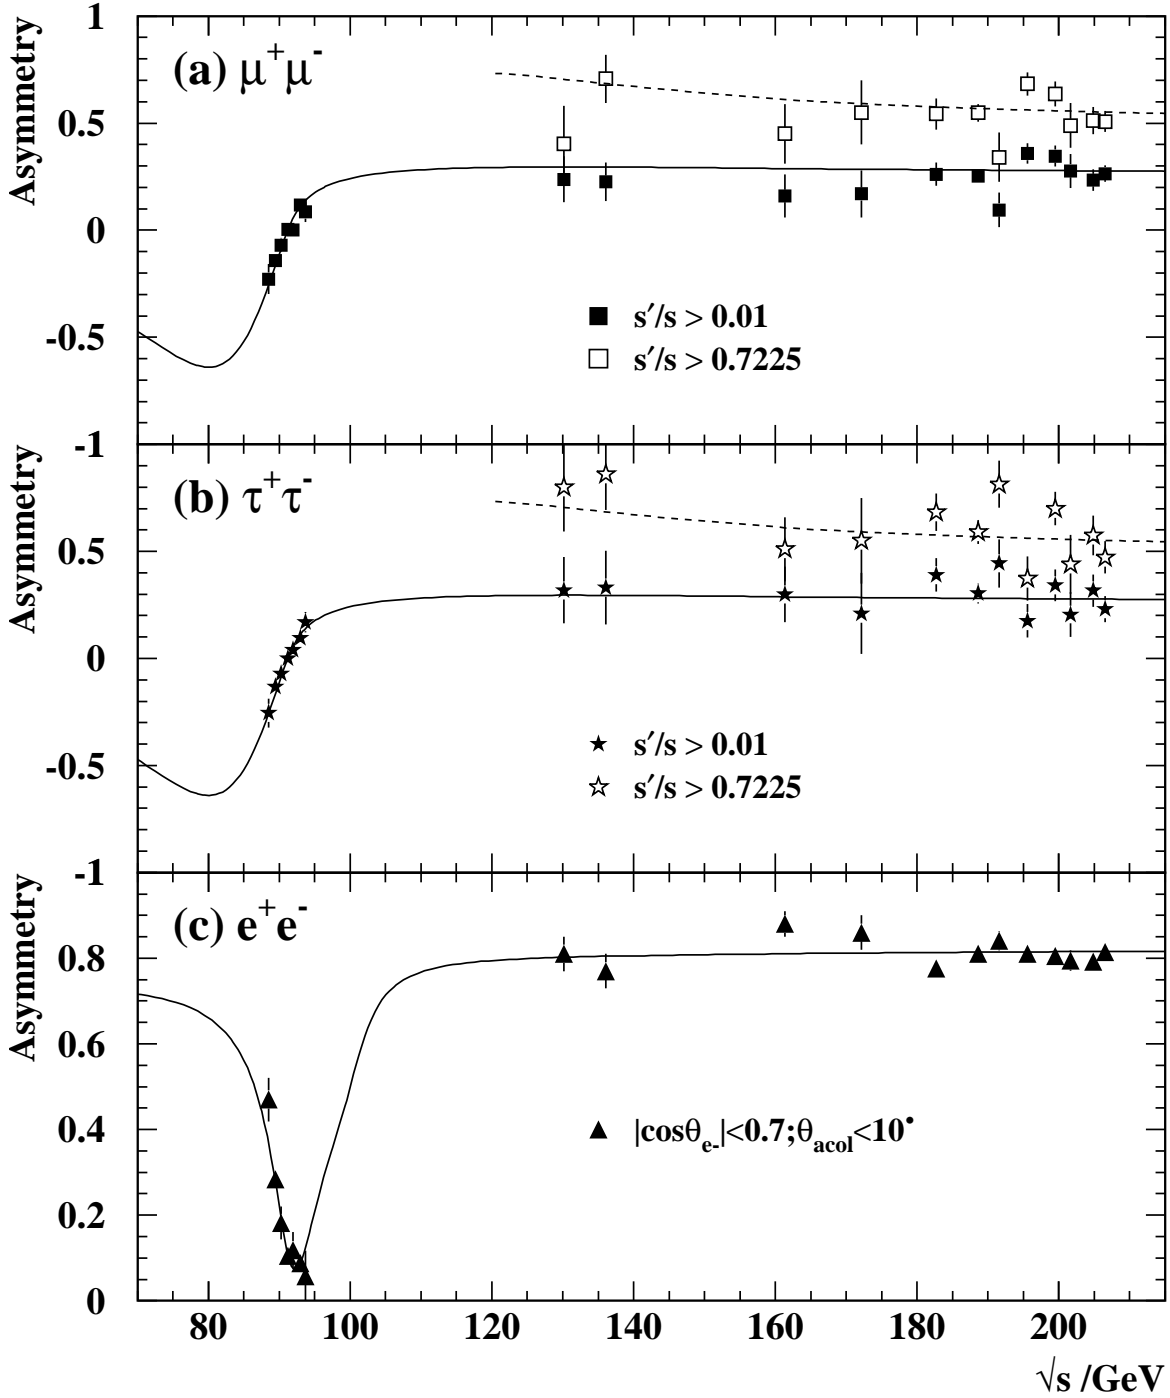 1
(a) μ⁺μ⁻
Asymmetry
0.5
0
s′/s > 0.01
-0.5
s′/s > 0.7225
-1
(b) τ⁺τ⁻
Asymmetry
0.5
0
s′/s > 0.01
-0.5
s′/s > 0.7225
-1
(c) e⁺e⁻
Asymmetry
0.8
0.6
0.4
|cosθe-|<0.7;θacol<10°
0.2
0
80 100 120 140 160 180 200
√s /GeV